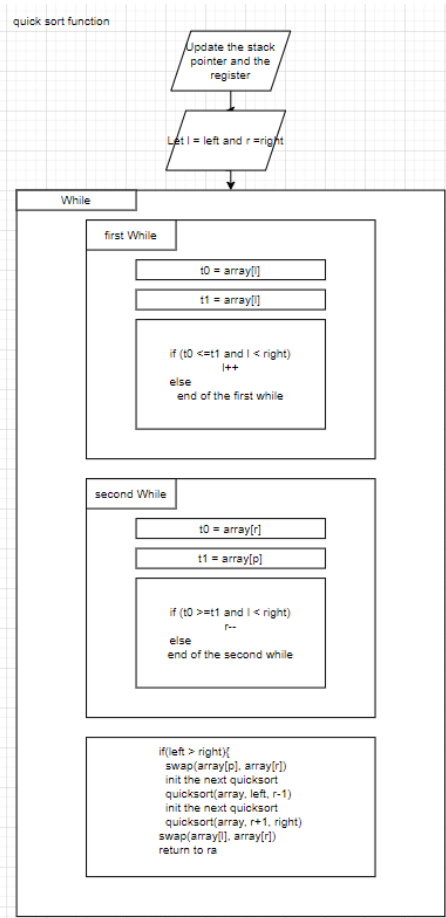 quick sort function
Update the stack
pointer and the
register
Let l = left and r =right
While
first While
t0 = array[l]
t1 = array[l]
if (t0 <=t1 and l < right)
l++
else
end of the first while
second While
t0 = array[r]
t1 = array[p]
if (t0 >=t1 and l < right)
r--
else
end of the second while
if(left > right){
swap(array[p], array[r])
init the next quicksort
quicksort(array, left, r-1)
init the next quicksort
quicksort(array, r+1, right)
swap(array[l], array[r])
return to ra